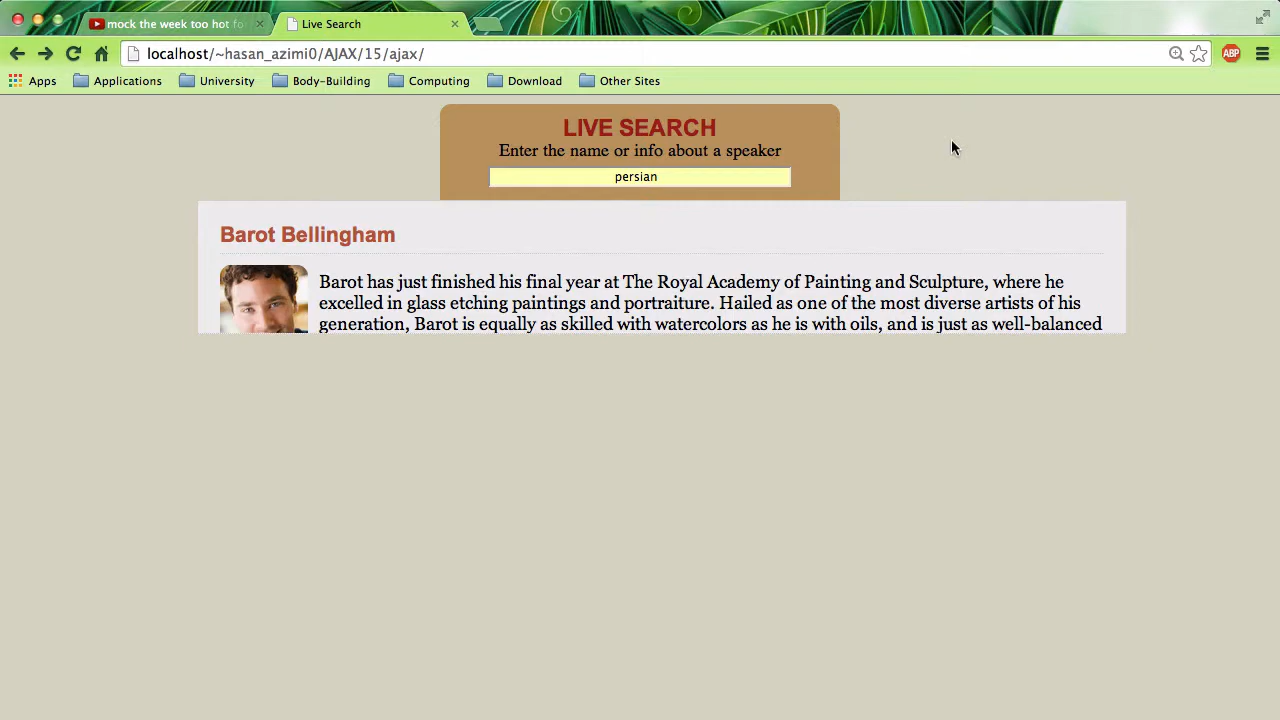 mock the week too hot fo
Live Search
localhost/~hasan_azimi0/AJAX/15/ajax/
ABP
Apps
Applications
University
Body-Building
Computing
Download
Other Sites
LIVE SEARCH
Enter the name or info about a speaker
persian
Barot Bellingham
Barot has just finished his final year at The Royal Academy of Painting and Sculpture, where he
excelled in glass etching paintings and portraiture. Hailed as one of the most diverse artists of his
generation, Barot is equally as skilled with watercolors as he is with oils, and is just as well-balanced